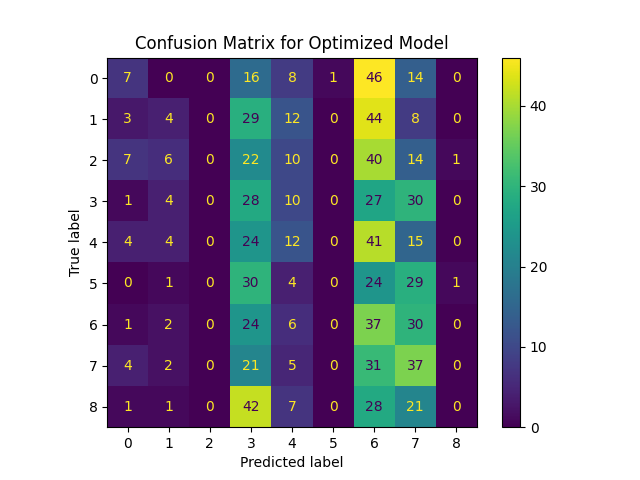 Confusion Matrix for Optimized Model
0 7 0 0 16 8 1 46 14 0
1 3 4 0 29 12 0 44 8 0
2 7 6 0 22 10 0 40 14 1
3 1 4 0 28 10 0 27 30 0
4 4 4 0 24 12 0 41 15 0
5 0 1 0 30 4 0 24 29 1
6 1 2 0 24 6 0 37 30 0
7 4 2 0 21 5 0 31 37 0
8 1 1 0 42 7 0 28 21 0
0 1 2 3 4 5 6 7 8
Predicted label
True label
40
30
20
10
0